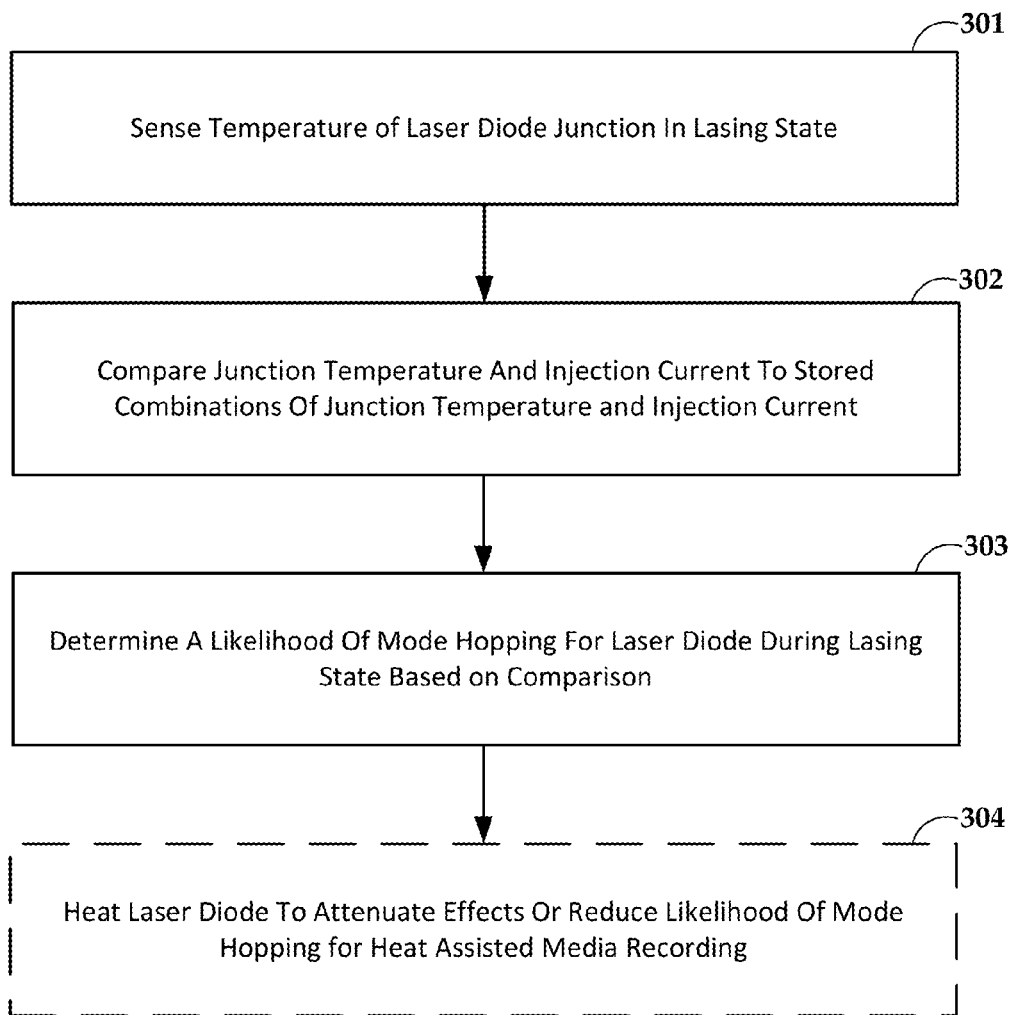 301
Sense Temperature of Laser Diode Junction In Lasing State
302
Compare Junction Temperature And Injection Current To Stored
Combinations Of Junction Temperature and Injection Current
303
Determine A Likelihood Of Mode Hopping For Laser Diode During Lasing
State Based on Comparison
304
Heat Laser Diode To Attenuate Effects Or Reduce Likelihood Of Mode
Hopping for Heat Assisted Media Recording